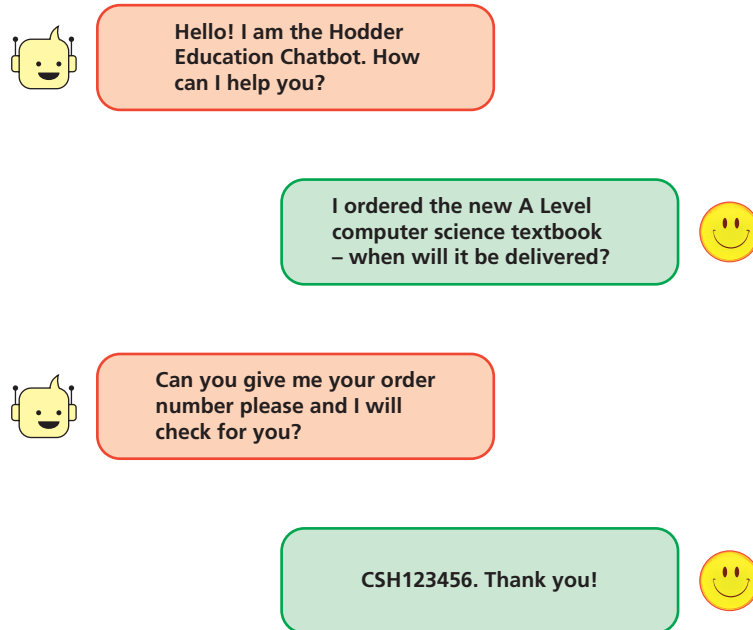 Hello! I am the Hodder
Education Chatbot. How
can I help you?
I ordered the new A Level
computer science textbook
– when will it be delivered?
Can you give me your order
number please and I will
check for you?
CSH123456. Thank you!